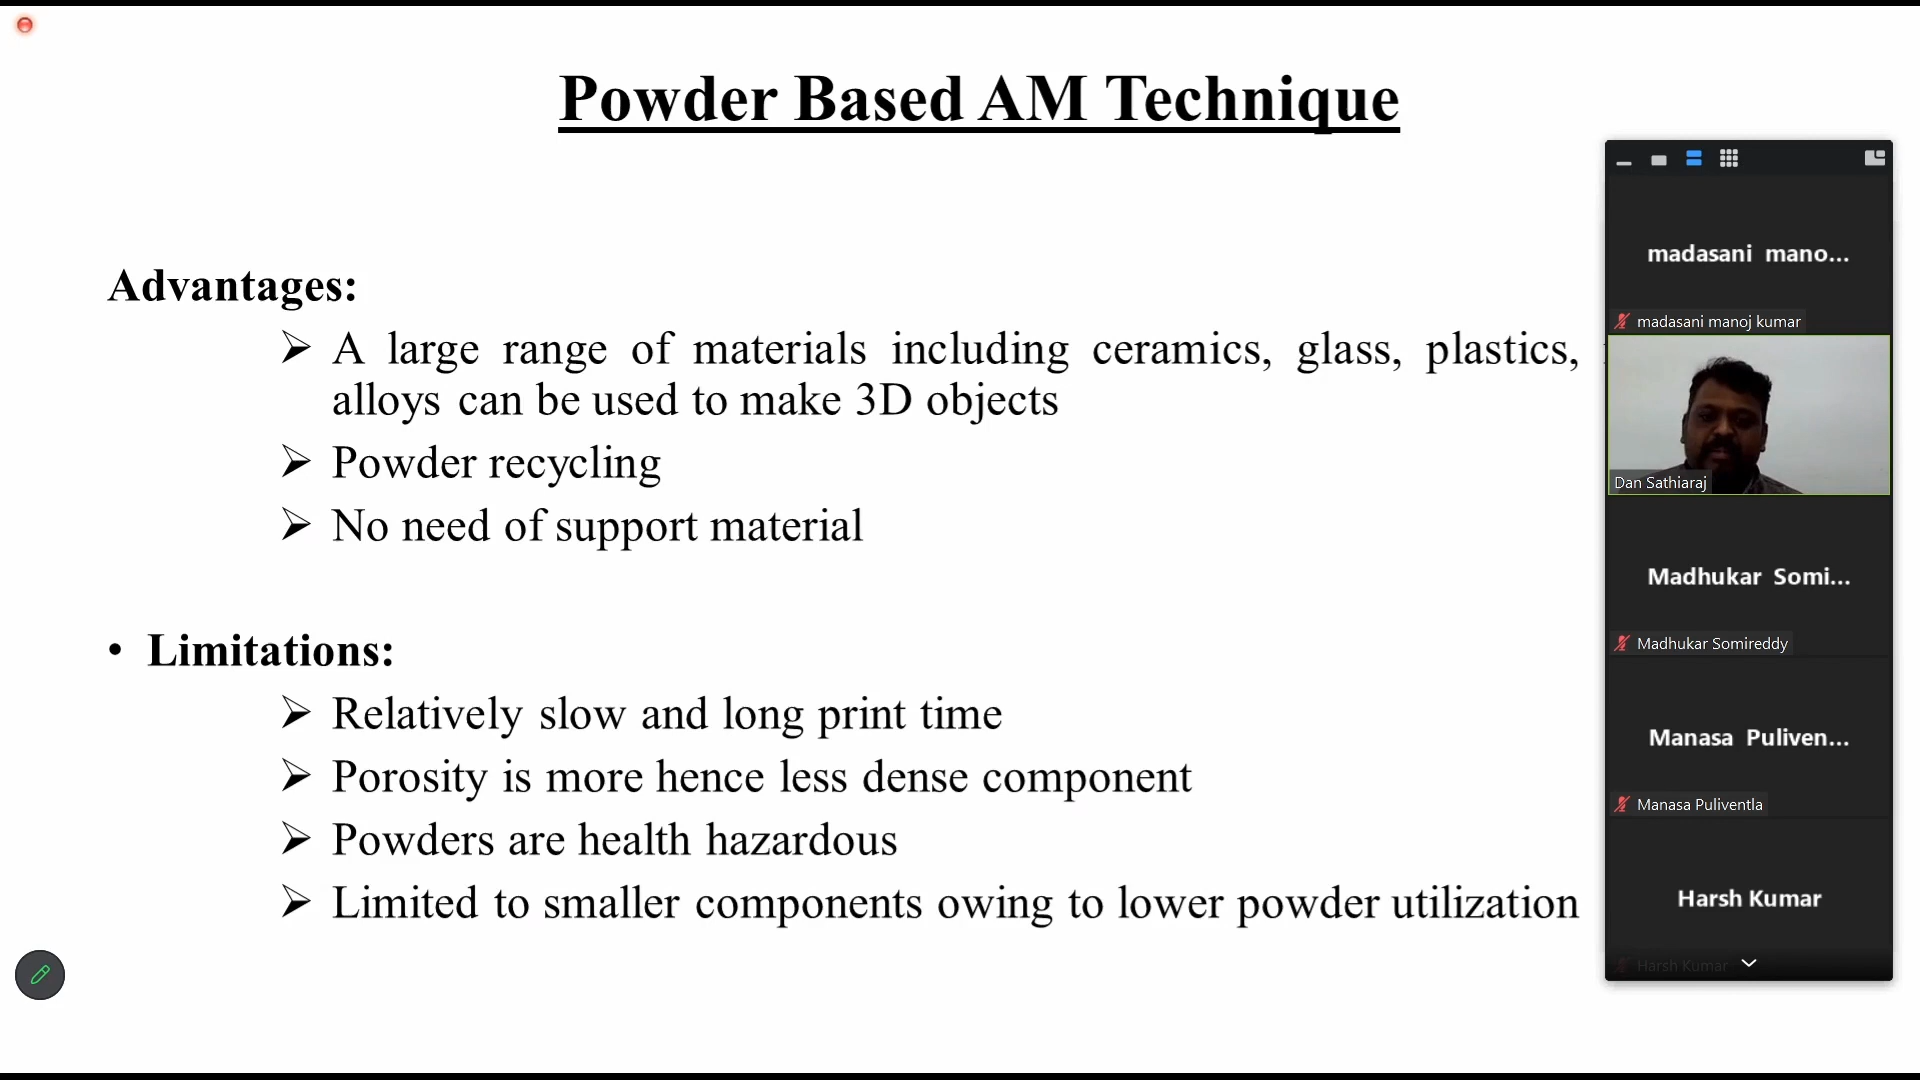 Powder Based AM Technique
Advantages:
➢ A large range of materials including ceramics, glass, plastics,
alloys can be used to make 3D objects
➢ Powder recycling
➢ No need of support material
• Limitations:
➢ Relatively slow and long print time
➢ Porosity is more hence less dense component
➢ Powders are health hazardous
➢ Limited to smaller components owing to lower powder utilization
madasani mano...
madasani manoj kumar
Dan Sathiaraj
Madhukar Somi...
Madhukar Somireddy
Manasa Puliven...
Manasa Puliventla
Harsh Kumar
Harsh Kumar